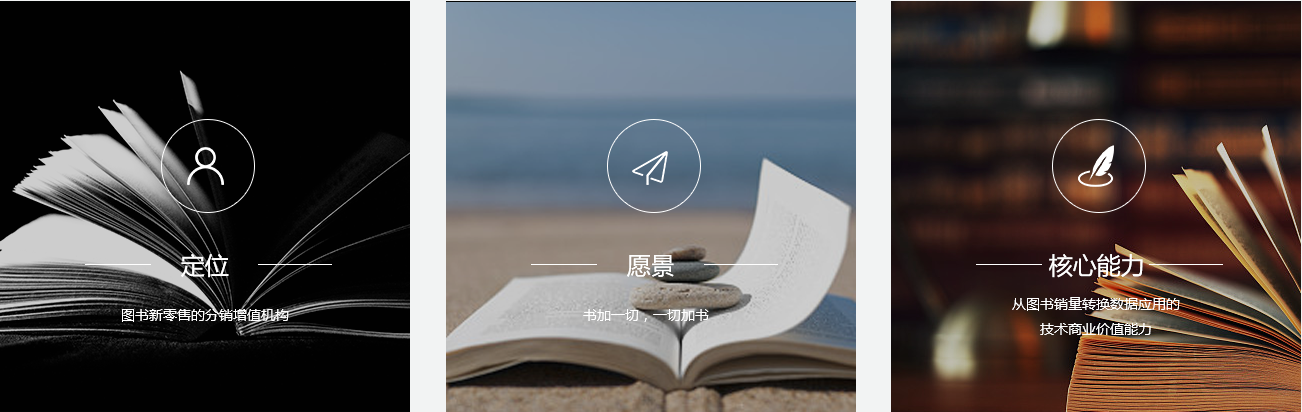 定位
图书新零售的分销增值机构
愿景
书加一切，一切加书
核心能力
从图书销量转换数据应用的
技术商业价值能力